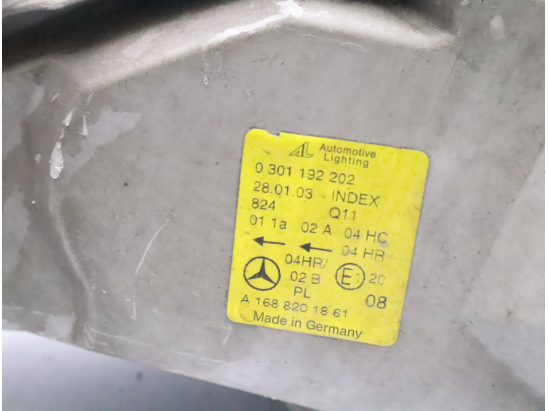 AL Automotive
Lighting
0 301 192 202
28.01.03 INDEX
824 Q11
01 1a 02 A 04 HC
04 HR
04HR/
02 B E 20
PL 08
A 168 820 18 61
Made in Germany